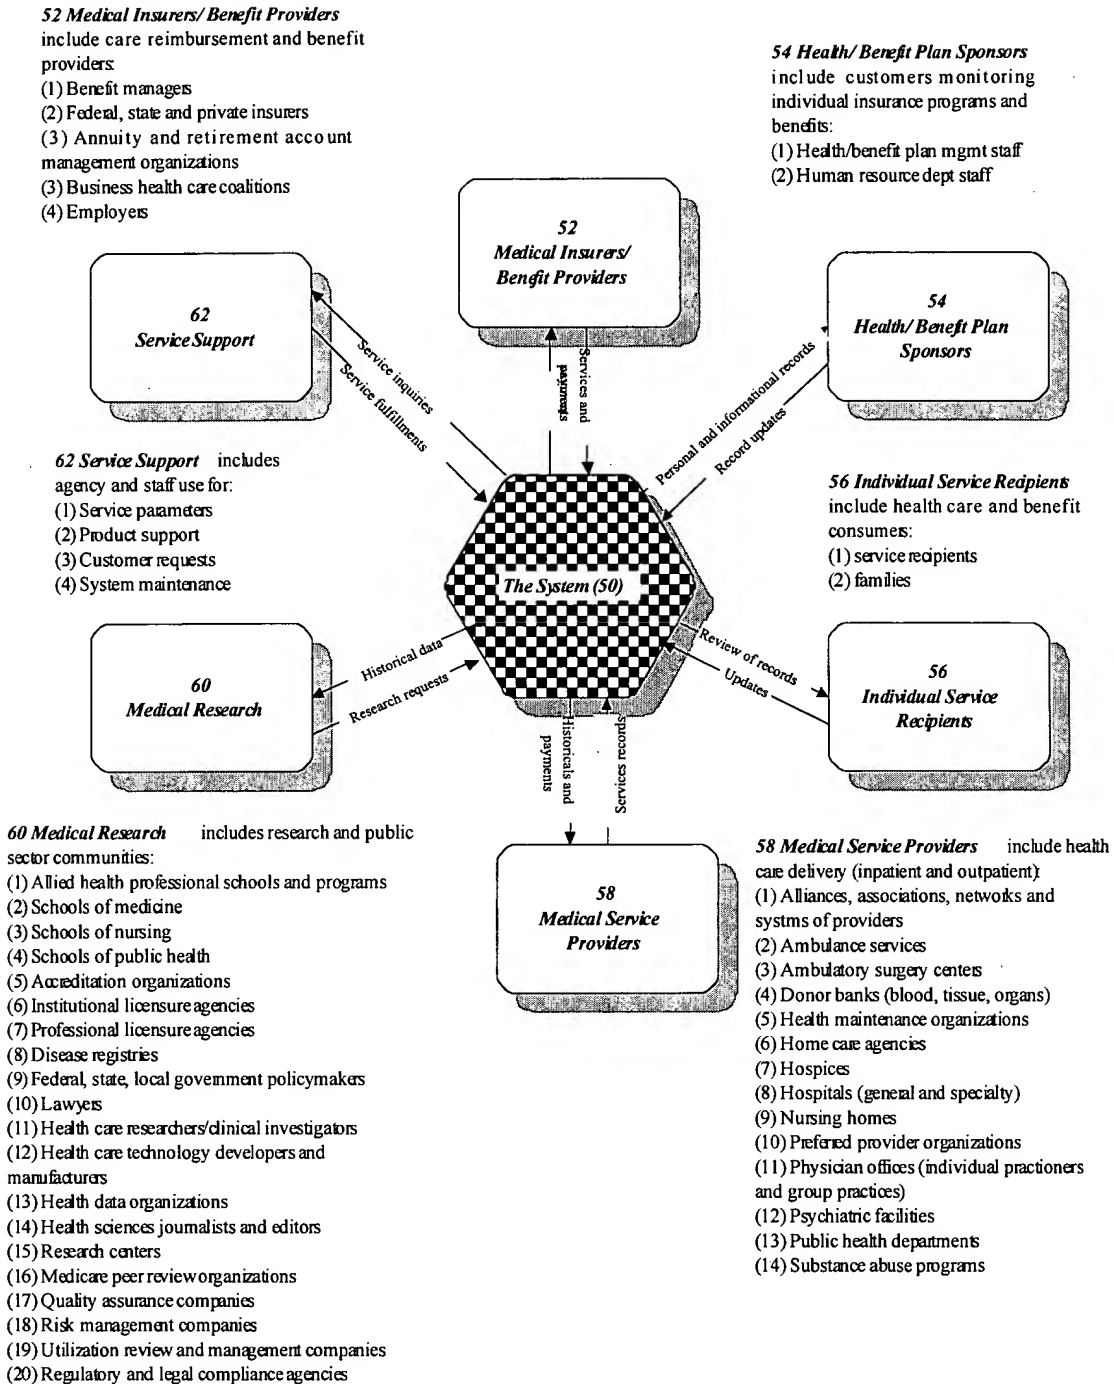 52 Medical Insurers/ Benefit Providers
include care reimbursement and benefit
providers:
(1) Benefit managers
(2) Federal, state and private insurers
(3) Annuity and retirement account
management organizations
(3) Business health care coalitions
(4) Employers
54 Health/ Benefit Plan Sponsors
include customers monitoring
individual insurance programs and
benefits:
(1) Health/benefit plan mgmt staff
(2) Human resource dept staff
52
Medical Insurers/
Benefit Providers
62
Service Support
54
Health/ Benefit Plan
Sponsors
Service inquiries
Service fulfillments
payments
Services and
Personal and informational records
Record updates
62 Service Support includes
agency and staff use for:
(1) Service parameters
(2) Product support
(3) Customer requests
(4) System maintenance
56 Individual Service Recipients
include health care and benefit
consumers:
(1) service recipients
(2) families
The System (50)
60
Medical Research
Historical data
Research requests
Review of records
Updates
56
Individual Service
Recipients
Historicals and
payments
Services records
58
Medical Service
Providers
60 Medical Research includes research and public
sector communities:
(1) Allied health professional schools and programs
(2) Schools of medicine
(3) Schools of nursing
(4) Schools of public health
(5) Accreditation organizations
(6) Institutional licensure agencies
(7) Professional licensure agencies
(8) Disease registries
(9) Federal, state, local government policymakers
(10) Lawyers
(11) Health care researchers/clinical investigators
(12) Health care technology developers and
manufacturers
(13) Health data organizations
(14) Health sciences journalists and editors
(15) Research centers
(16) Medicare peer review organizations
(17) Quality assurance companies
(18) Risk management companies
(19) Utilization review and management companies
(20) Regulatory and legal compliance agencies
58 Medical Service Providers include health
care delivery (inpatient and outpatient):
(1) Alliances, associations, networks and
systms of providers
(2) Ambulance services
(3) Ambulatory surgery centers
(4) Donor banks (blood, tissue, organs)
(5) Health maintenance organizations
(6) Home care agencies
(7) Hospices
(8) Hospitals (general and specialty)
(9) Nursing homes
(10) Preferred provider organizations
(11) Physician offices (individual practioners
and group practices)
(12) Psychiatric facilities
(13) Public health departments
(14) Substance abuse programs